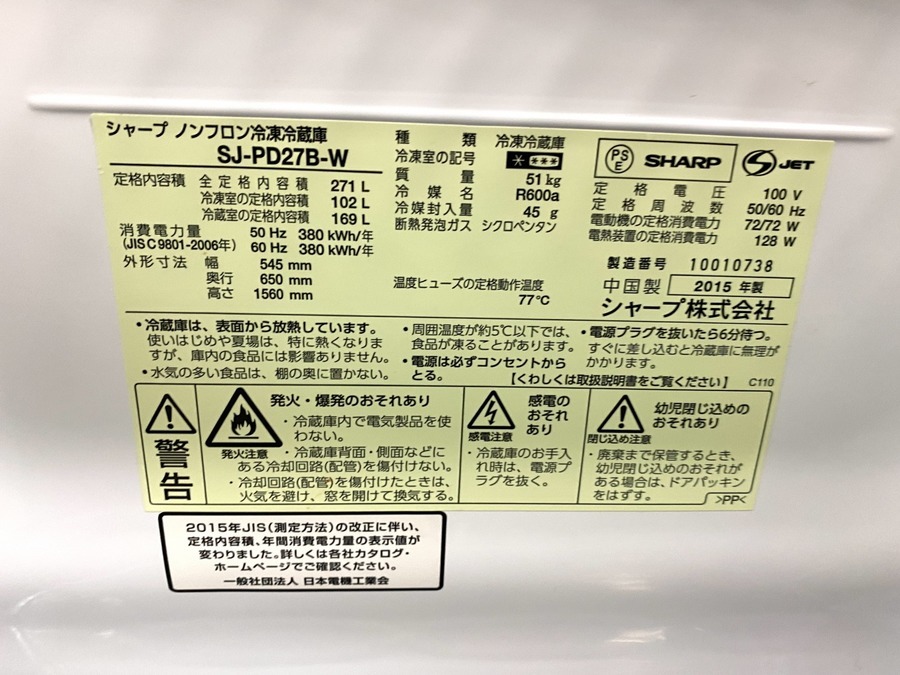 シャープ ノンフロン冷凍冷蔵庫
SJ-PD27B-W
定格内容積 全定格内容積 271 L
冷凍室の定格内容積 102 L
冷蔵室の定格内容積 169 L
消費電力量 50 Hz 380 kWh/年
(JIS C 9801-2006年) 60 Hz 380 kWh/年
外形寸法 幅 545 mm
奥行 650 mm
高さ 1560 mm
種類 冷凍冷蔵庫
冷凍室の記号 * ***
質量 51 kg
冷媒名 R600a
冷媒封入量 45 g
断熱発泡ガス シクロペンタン
温度ヒューズの定格動作温度
77℃
PSE SHARP S JET
定格電圧 100 V
定格周波数 50/60 Hz
電動機の定格消費電力 72/72 W
電熱装置の定格消費電力 128 W
製造番号 10010738
中国製 2015 年製
シャープ株式会社
・冷蔵庫は、表面から放熱しています。
使いはじめや夏場は、特に熱くなりま
すが、庫内の食品には影響ありません。
・水気の多い食品は、棚の奥に置かない。
・周囲温度が約5℃以下では、
食品が凍ることがあります。
・電源は必ずコンセントから
とる。
・電源プラグを抜いたら6分待つ。
すぐに差し込むと冷蔵庫に無理が
かかります。
【くわしくは取扱説明書をご覧ください】 C110
警告
発火・爆発のおそれあり
発火注意
・冷蔵庫内で電気製品を使
わない。
・冷蔵庫背面・側面などに
ある冷却回路(配管)を傷付けない。
・冷却回路(配管)を傷付けたときは、
火気を避け、窓を開けて換気する。
感電の
おそれ
あり
感電注意
・冷蔵庫のお手入
れ時は、電源プラ
グを抜く。
幼児閉じ込めの
おそれあり
閉じ込め注意
・廃棄まで保管するとき、
幼児閉じ込めのおそれが
ある場合は、ドアパッキン
をはずす。
>PP<
2015年JIS(測定方法)の改正に伴い、
定格内容積、年間消費電力量の表示値が
変わりました。詳しくは各社カタログ・
ホームページでご確認ください。
一般社団法人 日本電機工業会